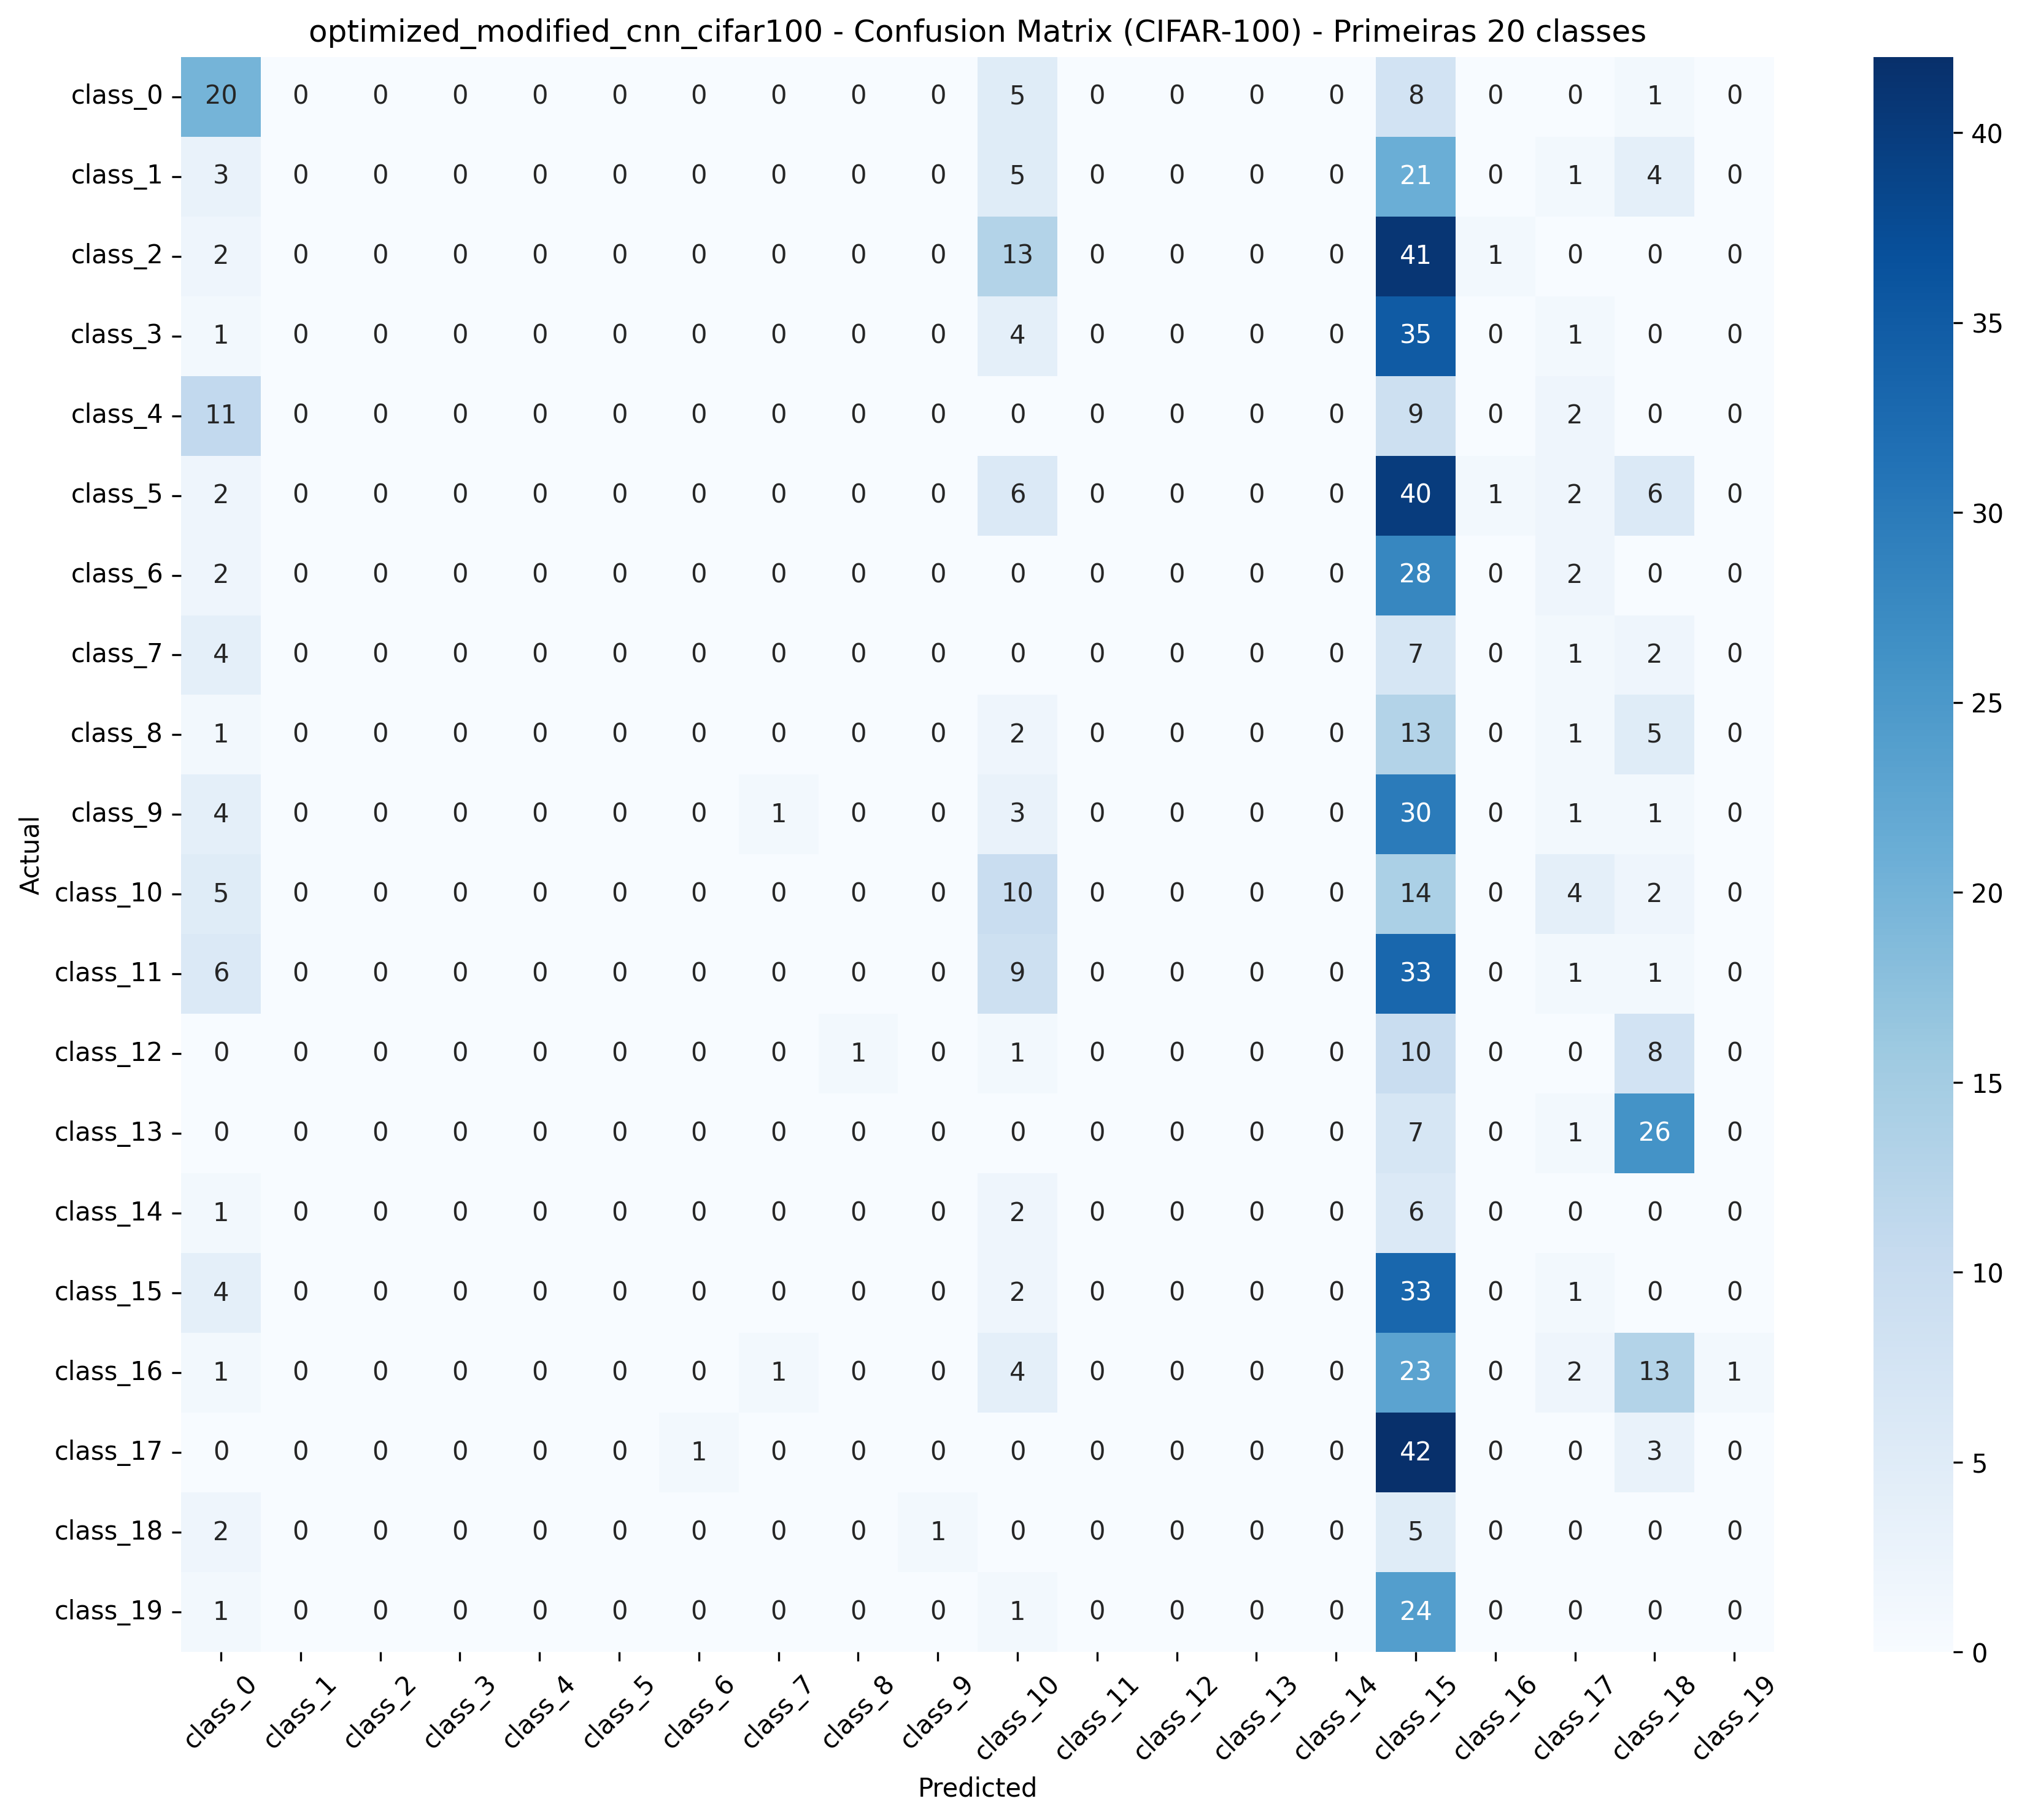 optimized_modified_cnn_cifar100 - Confusion Matrix (CIFAR-100) - Primeiras 20 classes
class_0 20 0 0 0 0 0 0 0 0 0 5 0 0 0 0 8 0 0 1 0
class_1 3 0 0 0 0 0 0 0 0 0 5 0 0 0 0 21 0 1 4 0
class_2 2 0 0 0 0 0 0 0 0 0 13 0 0 0 0 41 1 0 0 0
class_3 1 0 0 0 0 0 0 0 0 0 4 0 0 0 0 35 0 1 0 0
class_4 11 0 0 0 0 0 0 0 0 0 0 0 0 0 0 9 0 2 0 0
class_5 2 0 0 0 0 0 0 0 0 0 6 0 0 0 0 40 1 2 6 0
class_6 2 0 0 0 0 0 0 0 0 0 0 0 0 0 0 28 0 2 0 0
class_7 4 0 0 0 0 0 0 0 0 0 0 0 0 0 0 7 0 1 2 0
class_8 1 0 0 0 0 0 0 0 0 0 2 0 0 0 0 13 0 1 5 0
class_9 4 0 0 0 0 0 0 1 0 0 3 0 0 0 0 30 0 1 1 0
class_10 5 0 0 0 0 0 0 0 0 0 10 0 0 0 0 14 0 4 2 0
class_11 6 0 0 0 0 0 0 0 0 0 9 0 0 0 0 33 0 1 1 0
class_12 0 0 0 0 0 0 0 0 1 0 1 0 0 0 0 10 0 0 8 0
class_13 0 0 0 0 0 0 0 0 0 0 0 0 0 0 0 7 0 1 26 0
class_14 1 0 0 0 0 0 0 0 0 0 2 0 0 0 0 6 0 0 0 0
class_15 4 0 0 0 0 0 0 0 0 0 2 0 0 0 0 33 0 1 0 0
class_16 1 0 0 0 0 0 0 1 0 0 4 0 0 0 0 23 0 2 13 1
class_17 0 0 0 0 0 0 1 0 0 0 0 0 0 0 0 42 0 0 3 0
class_18 2 0 0 0 0 0 0 0 0 1 0 0 0 0 0 5 0 0 0 0
class_19 1 0 0 0 0 0 0 0 0 0 1 0 0 0 0 24 0 0 0 0
class_0 class_1 class_2 class_3 class_4 class_5 class_6 class_7 class_8 class_9 class_10 class_11 class_12 class_13 class_14 class_15 class_16 class_17 class_18 class_19
Predicted
Actual
40
35
30
25
20
15
10
5
0